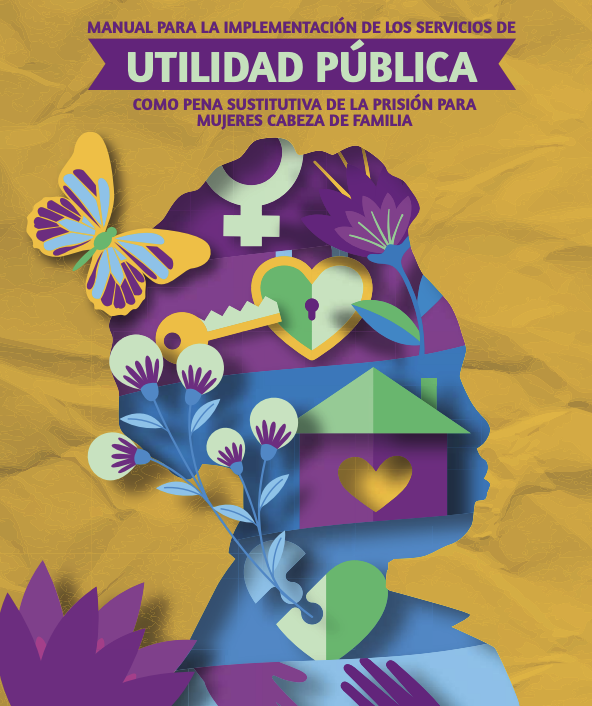 MANUAL PARA LA IMPLEMENTACIÓN DE LOS SERVICIOS DE
UTILIDAD PÚBLICA
COMO PENA SUSTITUTIVA DE LA PRISIÓN PARA
MUJERES CABEZA DE FAMILIA